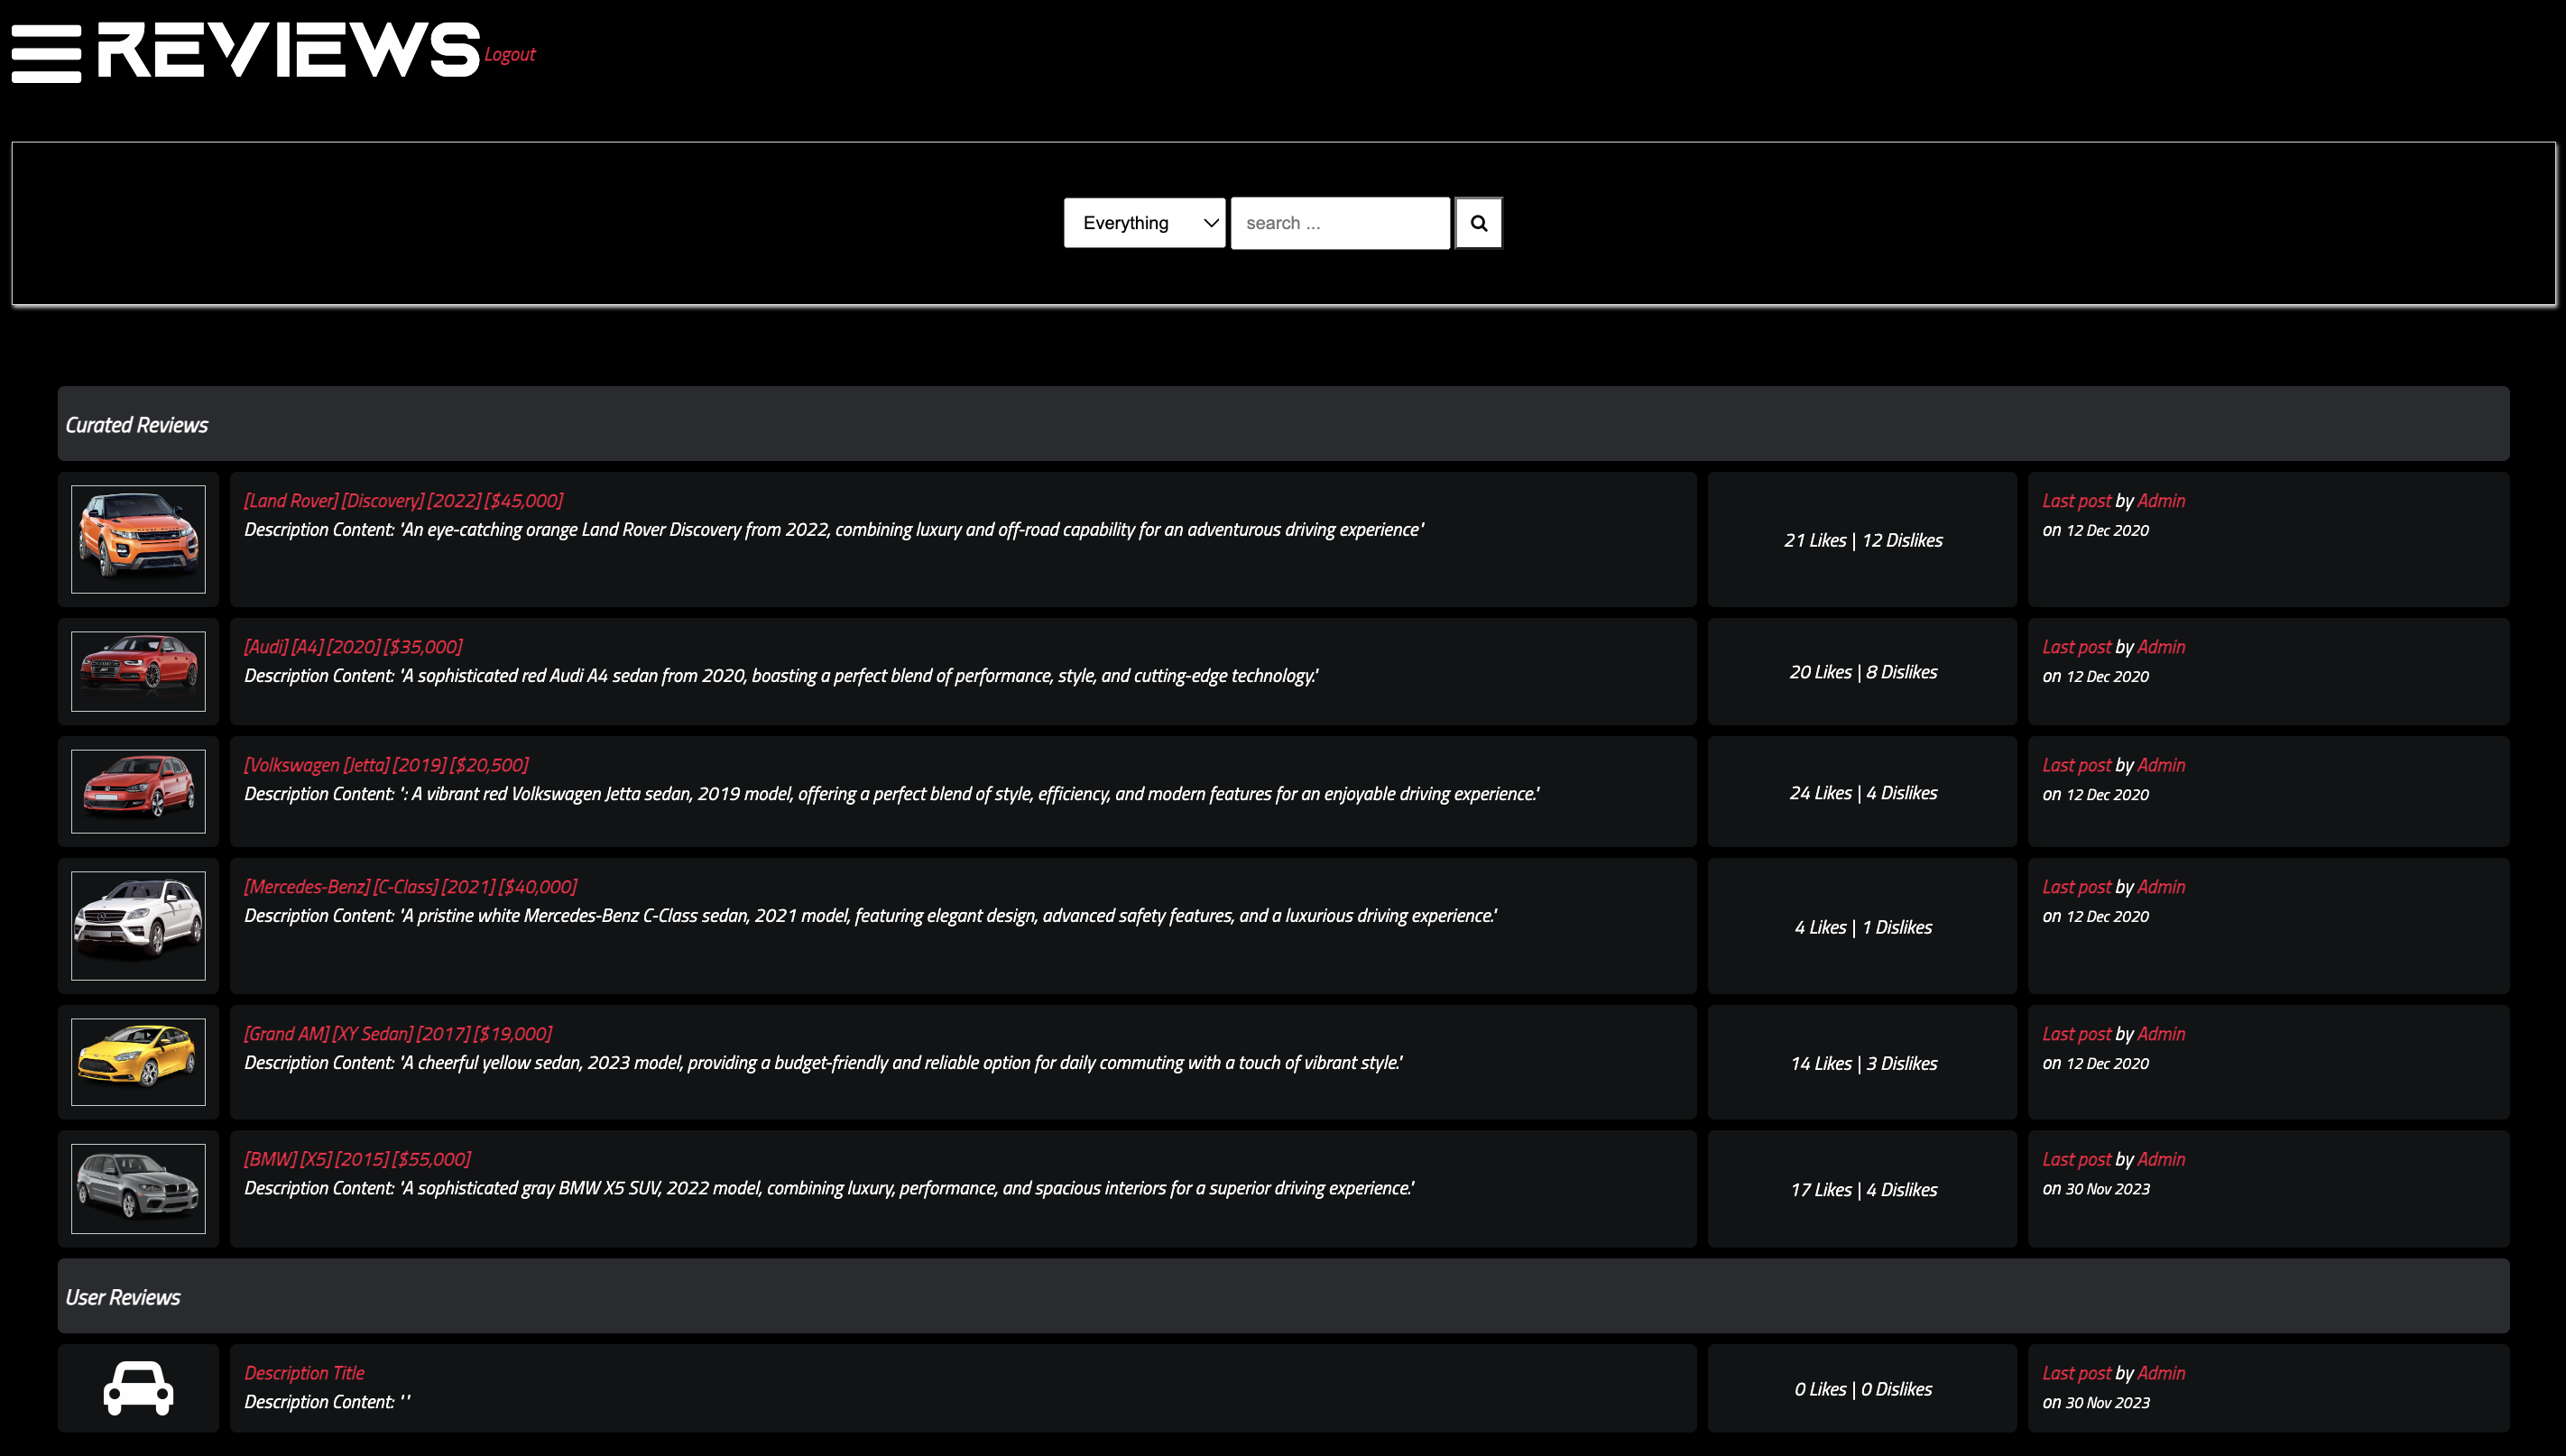 REVIEWS Logout
Everything search ...
Curated Reviews
[Land Rover] [Discovery] [2022] [$45,000]
Description Content: 'An eye-catching orange Land Rover Discovery from 2022, combining luxury and off-road capability for an adventurous driving experience'
21 Likes | 12 Dislikes
Last post by Admin
on 12 Dec 2020
[Audi] [A4] [2020] [$35,000]
Description Content: 'A sophisticated red Audi A4 sedan from 2020, boasting a perfect blend of performance, style, and cutting-edge technology.'
20 Likes | 8 Dislikes
Last post by Admin
on 12 Dec 2020
[Volkswagen [Jetta] [2019] [$20,500]
Description Content: ': A vibrant red Volkswagen Jetta sedan, 2019 model, offering a perfect blend of style, efficiency, and modern features for an enjoyable driving experience.'
24 Likes | 4 Dislikes
Last post by Admin
on 12 Dec 2020
[Mercedes-Benz] [C-Class] [2021] [$40,000]
Description Content: 'A pristine white Mercedes-Benz C-Class sedan, 2021 model, featuring elegant design, advanced safety features, and a luxurious driving experience.'
4 Likes | 1 Dislikes
Last post by Admin
on 12 Dec 2020
[Grand AM] [XY Sedan] [2017] [$19,000]
Description Content: 'A cheerful yellow sedan, 2023 model, providing a budget-friendly and reliable option for daily commuting with a touch of vibrant style.'
14 Likes | 3 Dislikes
Last post by Admin
on 12 Dec 2020
[BMW] [X5] [2015] [$55,000]
Description Content: 'A sophisticated gray BMW X5 SUV, 2022 model, combining luxury, performance, and spacious interiors for a superior driving experience.'
17 Likes | 4 Dislikes
Last post by Admin
on 30 Nov 2023
User Reviews
Description Title
Description Content: ' '
0 Likes | 0 Dislikes
Last post by Admin
on 30 Nov 2023